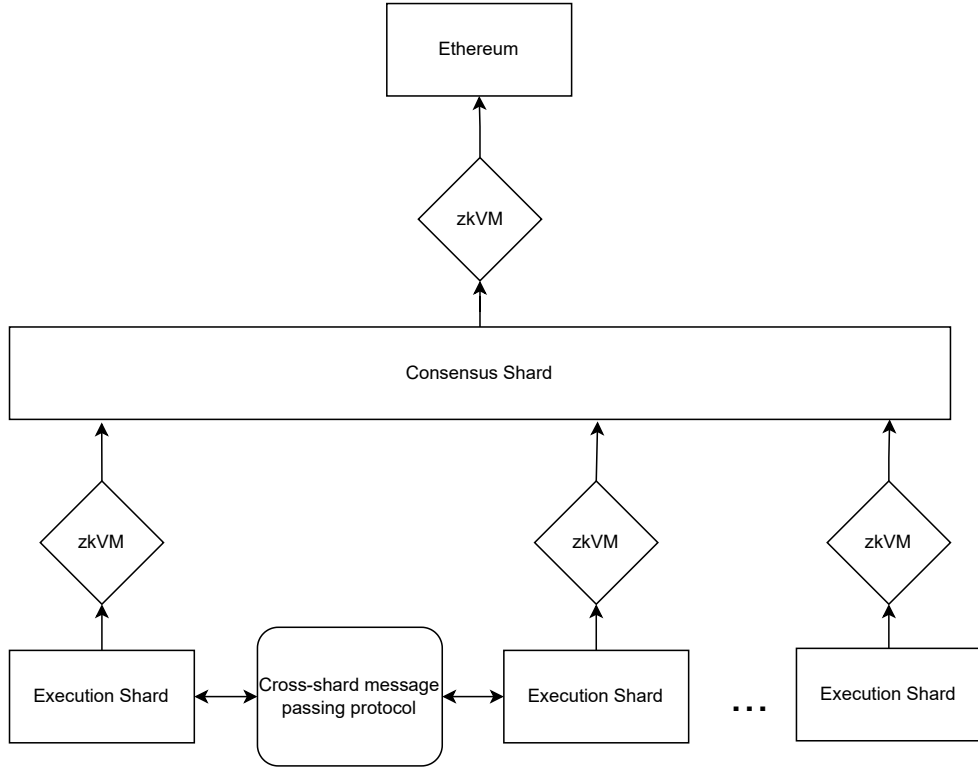 Ethereum
zkVM
Consensus Shard
zkVM
zkVM
zkVM
Execution Shard
Cross-shard message
passing protocol
Execution Shard
...
Execution Shard